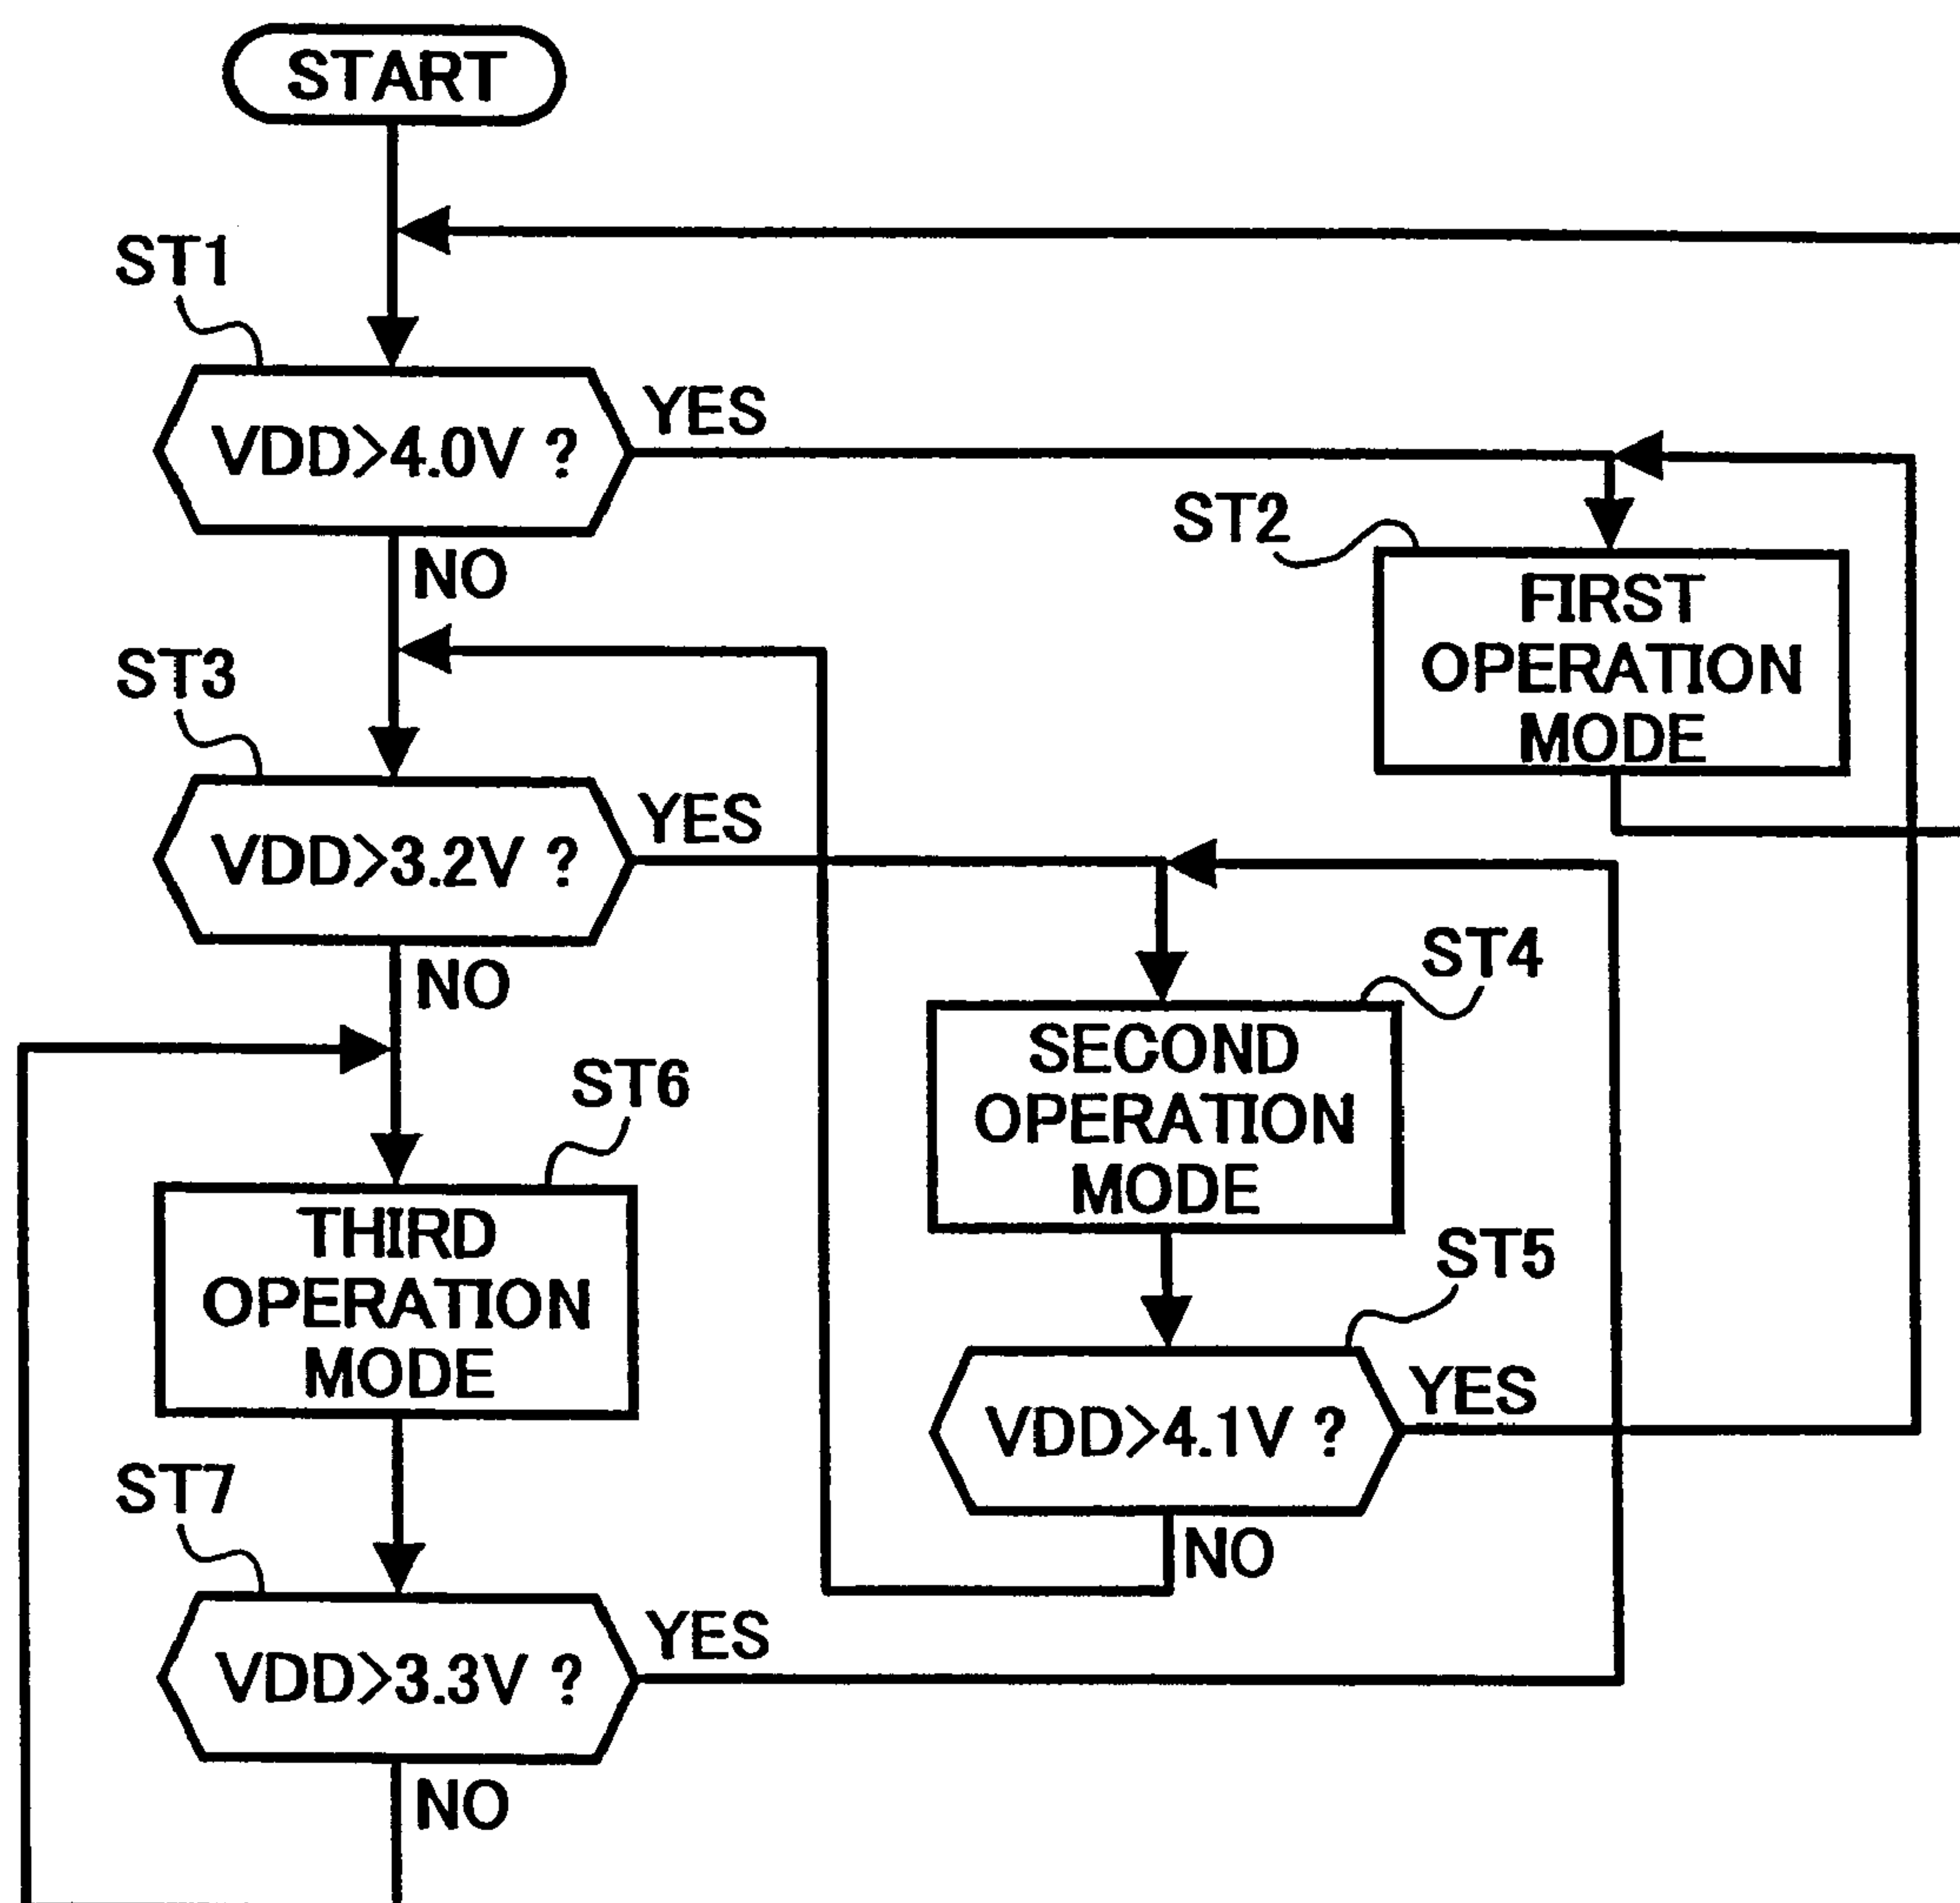 START
ST1
VDD>4.0V ?
YES
NO
ST2
FIRST
OPERATION
MODE
ST3
VDD>3.2V ?
YES
NO
ST4
SECOND
OPERATION
MODE
ST6
THIRD
OPERATION
MODE
ST5
VDD>4.1V ?
YES
NO
ST7
VDD>3.3V ?
YES
NO